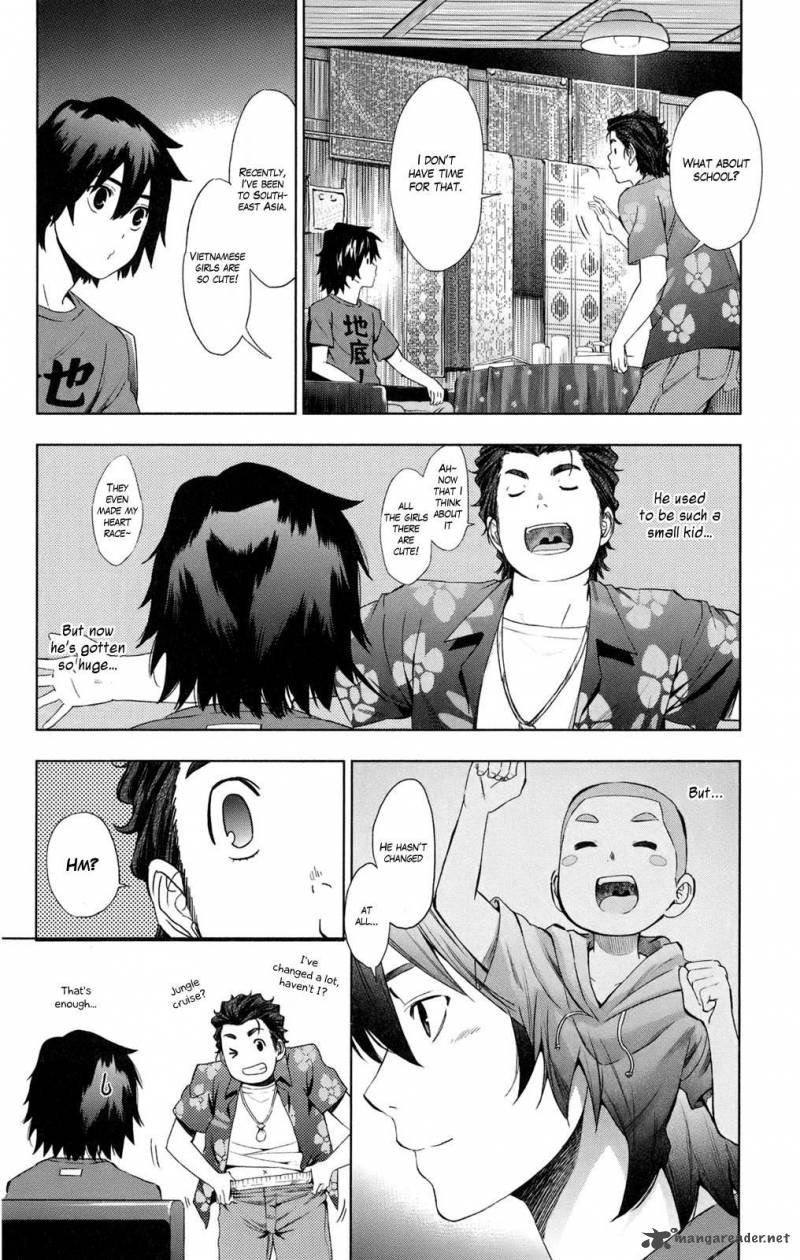 WHAT ABOUT
SCHOOL?
I DON'T
HAVE TIME
FOR THAT.
地底ー
RECENTLY,
I'VE BEEN
TO SOUTH-
EAST ASIA.
VIETNAMESE
GIRLS ARE
SO CUTE!
也
He used
to be such a
small kid...
AH-
NOW
THAT I
THINK
ABOUT
IT
ALL
THE GIRLS
THERE
ARE
CUTE!
THEY
EVEN
MADE MY
HEART
RACE~
But now
he's gotten
so huge...
But...
HE HASN'T
CHANGED
AT
ALL...
HM?
I've
changed a lot,
haven't I?
Jungle
cruise?
That's
enough...
mangareader.net